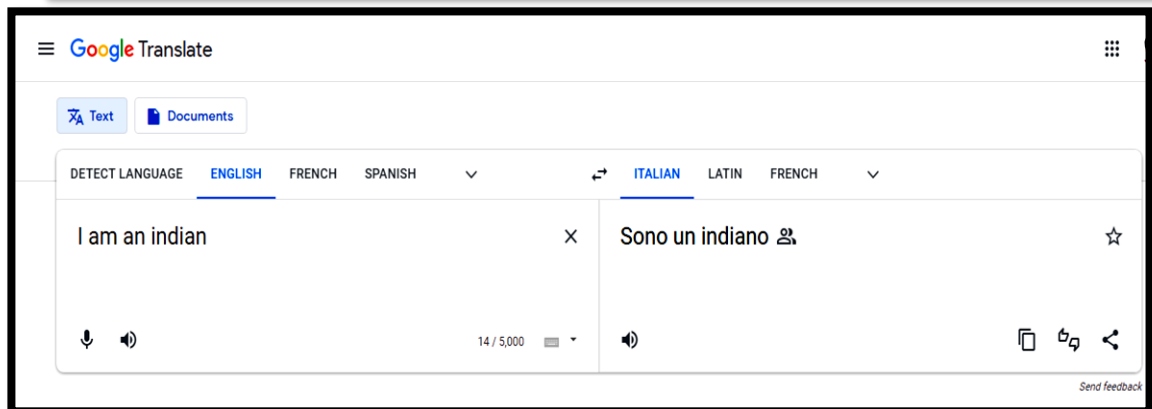 Google Translate
Text Documents
DETECT LANGUAGE ENGLISH FRENCH SPANISH ITALIAN LATIN FRENCH
I am an indian Sono un indiano
14 / 5,000
Send feedback